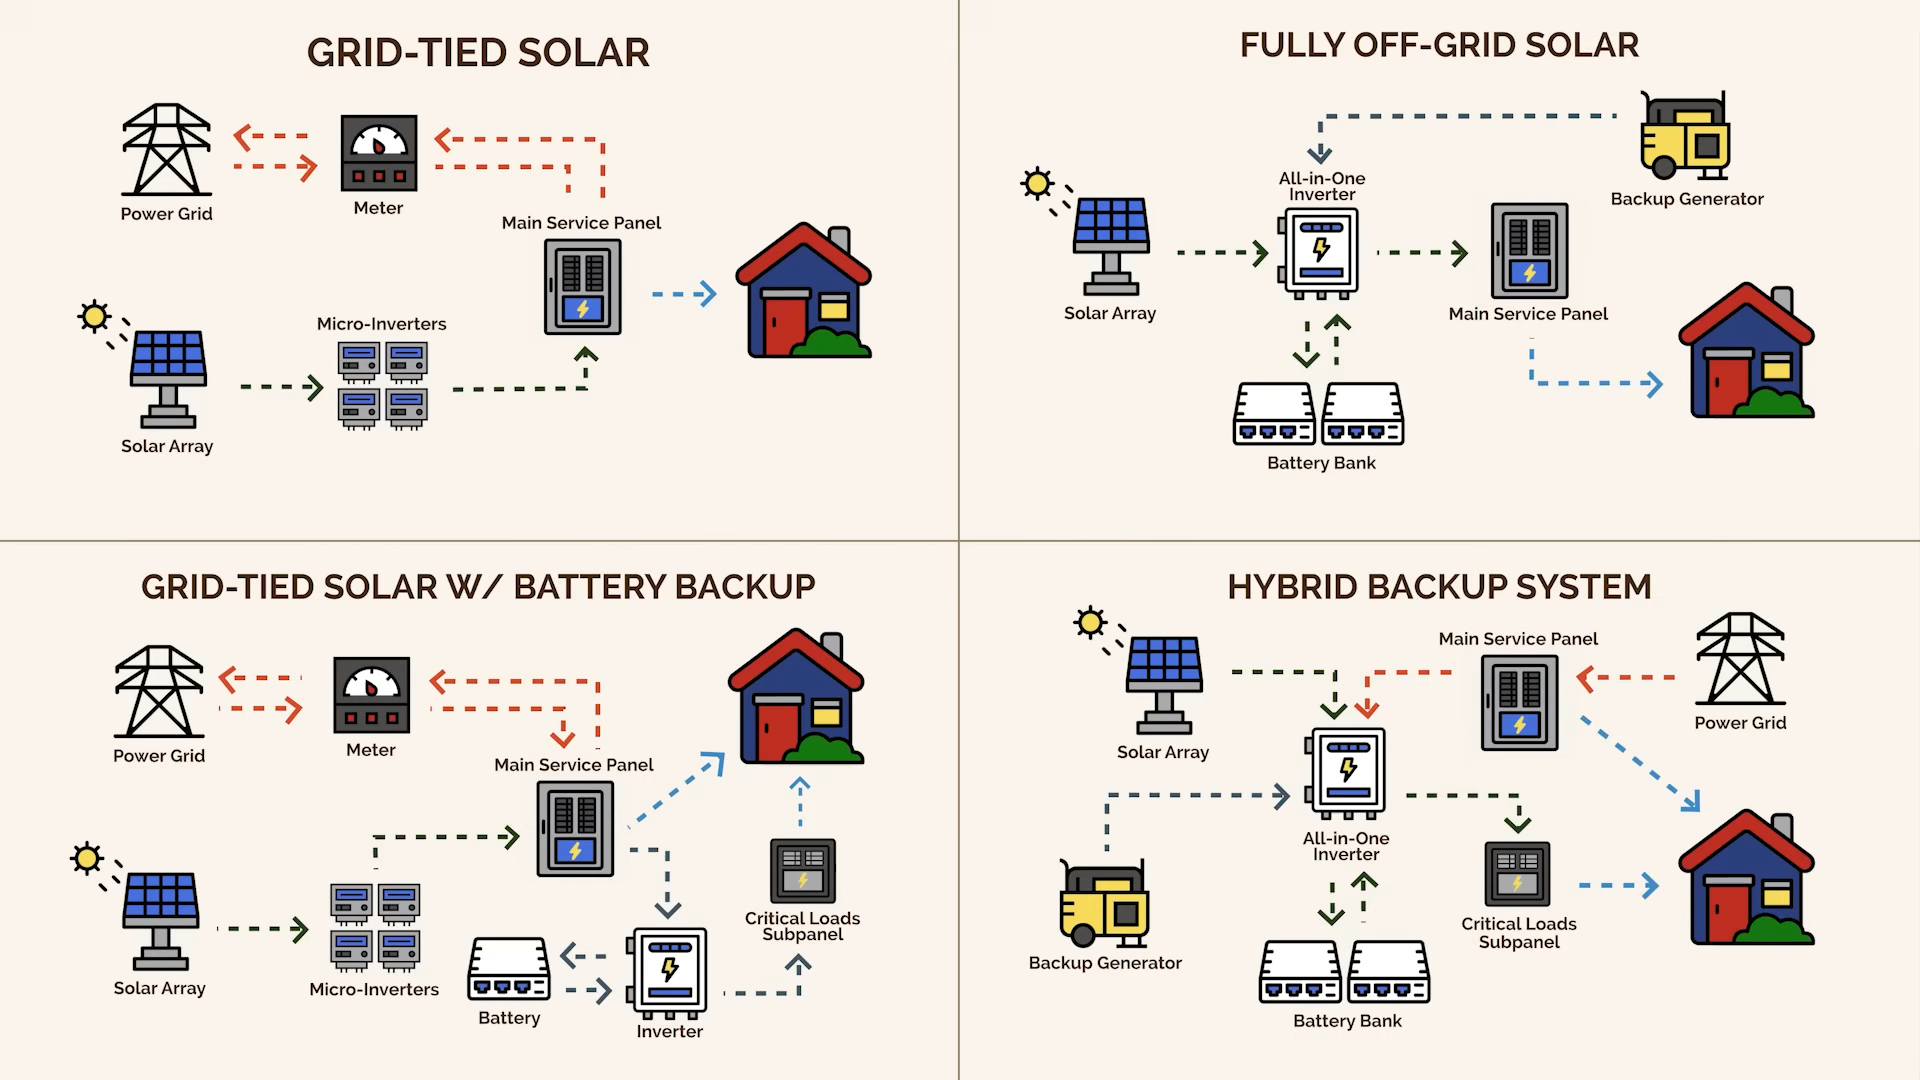 GRID-TIED SOLAR
Power Grid
Meter
Main Service Panel
Micro-Inverters
Solar Array
FULLY OFF-GRID SOLAR
All-in-One
Inverter
Backup Generator
Solar Array
Main Service Panel
Battery Bank
GRID-TIED SOLAR W/ BATTERY BACKUP
Power Grid
Meter
Main Service Panel
Critical Loads
Subpanel
Solar Array
Micro-Inverters
Battery
Inverter
HYBRID BACKUP SYSTEM
Main Service Panel
Power Grid
Solar Array
All-in-One
Inverter
Critical Loads
Subpanel
Backup Generator
Battery Bank